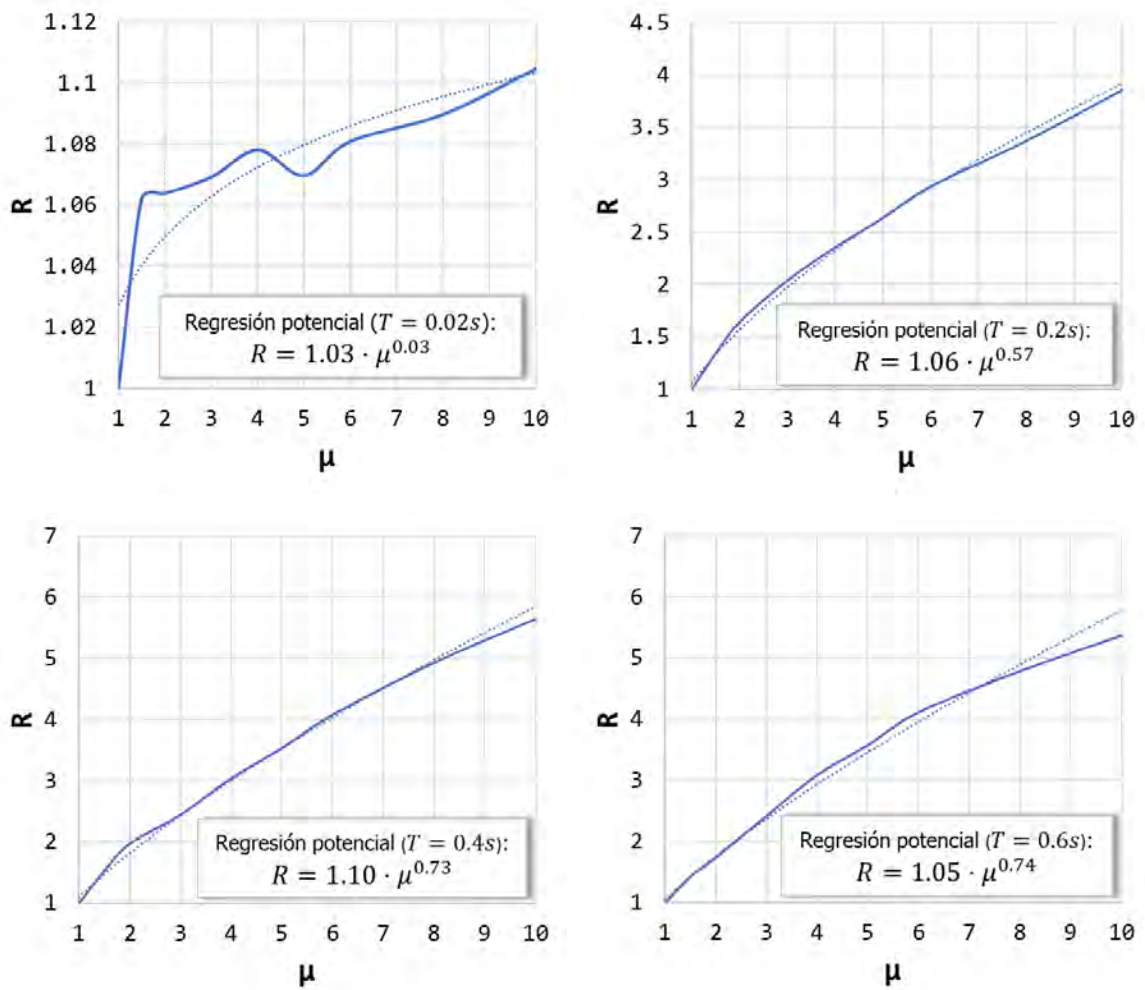 1.12
1.1
1.08
1.06
1.04
1.02
1
R
Regresión potencial (T = 0.02s):
R = 1.03 · μ^0.03
1 2 3 4 5 6 7 8 9 10
μ
4.5
4
3.5
3
2.5
2
1.5
1
R
Regresión potencial (T = 0.2s):
R = 1.06 · μ^0.57
1 2 3 4 5 6 7 8 9 10
μ
7
6
5
4
3
2
1
R
Regresión potencial (T = 0.4s):
R = 1.10 · μ^0.73
1 2 3 4 5 6 7 8 9 10
μ
7
6
5
4
3
2
1
R
Regresión potencial (T = 0.6s):
R = 1.05 · μ^0.74
1 2 3 4 5 6 7 8 9 10
μ